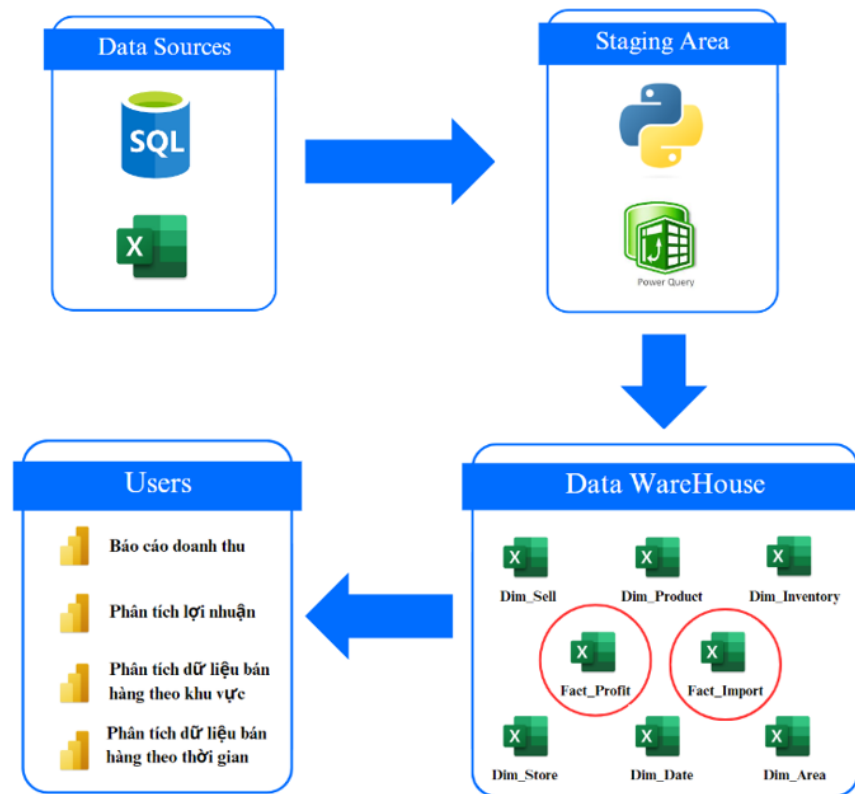 Data Sources
SQL
X
Staging Area
Power Query
Users
Báo cáo doanh thu
Phân tích lợi nhuận
Phân tích dữ liệu bán
hàng theo khu vực
Phân tích dữ liệu bán
hàng theo thời gian
Data WareHouse
X
X
X
Dim_Sell
Dim_Product
Dim_Inventory
X
X
Fact_Profit
Fact_Import
X
X
X
Dim_Store
Dim_Date
Dim_Area